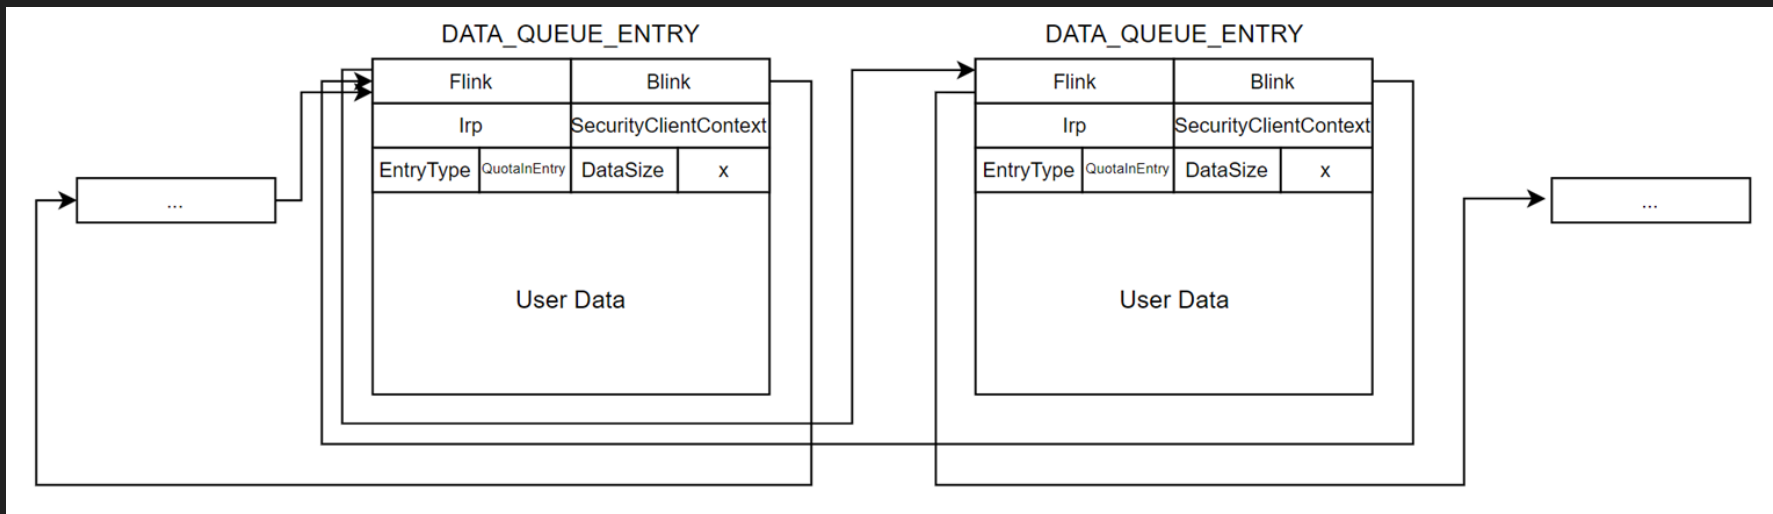 DATA_QUEUE_ENTRY
Flink
Blink
Irp
SecurityClientContext
EntryType
QuotaInEntry
DataSize
x
User Data
...
DATA_QUEUE_ENTRY
Flink
Blink
Irp
SecurityClientContext
EntryType
QuotaInEntry
DataSize
x
User Data
...